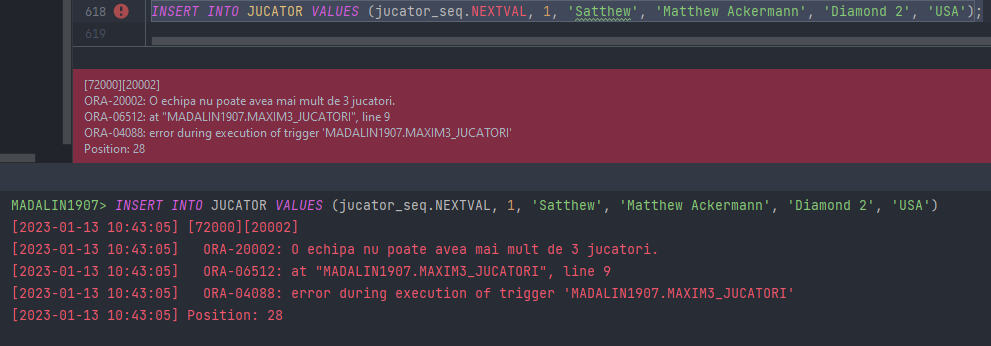 618 INSERT INTO JUCATOR VALUES (jucator_seq.NEXTVAL, 1, 'Satthew', 'Matthew Ackermann', 'Diamond 2', 'USA');
619
[72000][20002]
ORA-20002: O echipa nu poate avea mai mult de 3 jucatori.
ORA-06512: at "MADALIN1907.MAXIM3_JUCATORI", line 9
ORA-04088: error during execution of trigger 'MADALIN1907.MAXIM3_JUCATORI'
Position: 28
MADALIN1907> INSERT INTO JUCATOR VALUES (jucator_seq.NEXTVAL, 1, 'Satthew', 'Matthew Ackermann', 'Diamond 2', 'USA')
[2023-01-13 10:43:05] [72000][20002]
[2023-01-13 10:43:05] ORA-20002: O echipa nu poate avea mai mult de 3 jucatori.
[2023-01-13 10:43:05] ORA-06512: at "MADALIN1907.MAXIM3_JUCATORI", line 9
[2023-01-13 10:43:05] ORA-04088: error during execution of trigger 'MADALIN1907.MAXIM3_JUCATORI'
[2023-01-13 10:43:05] Position: 28